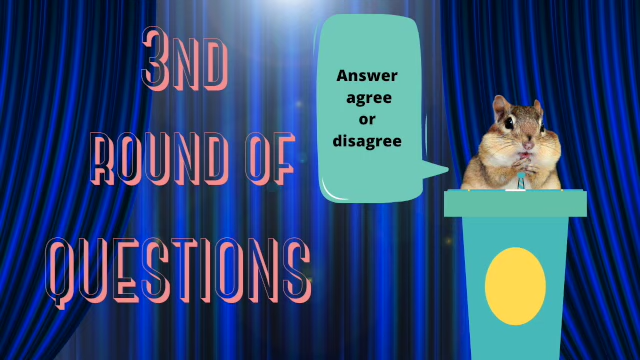 3ND
ROUND OF
QUESTIONS
Answer
agree
or
disagree